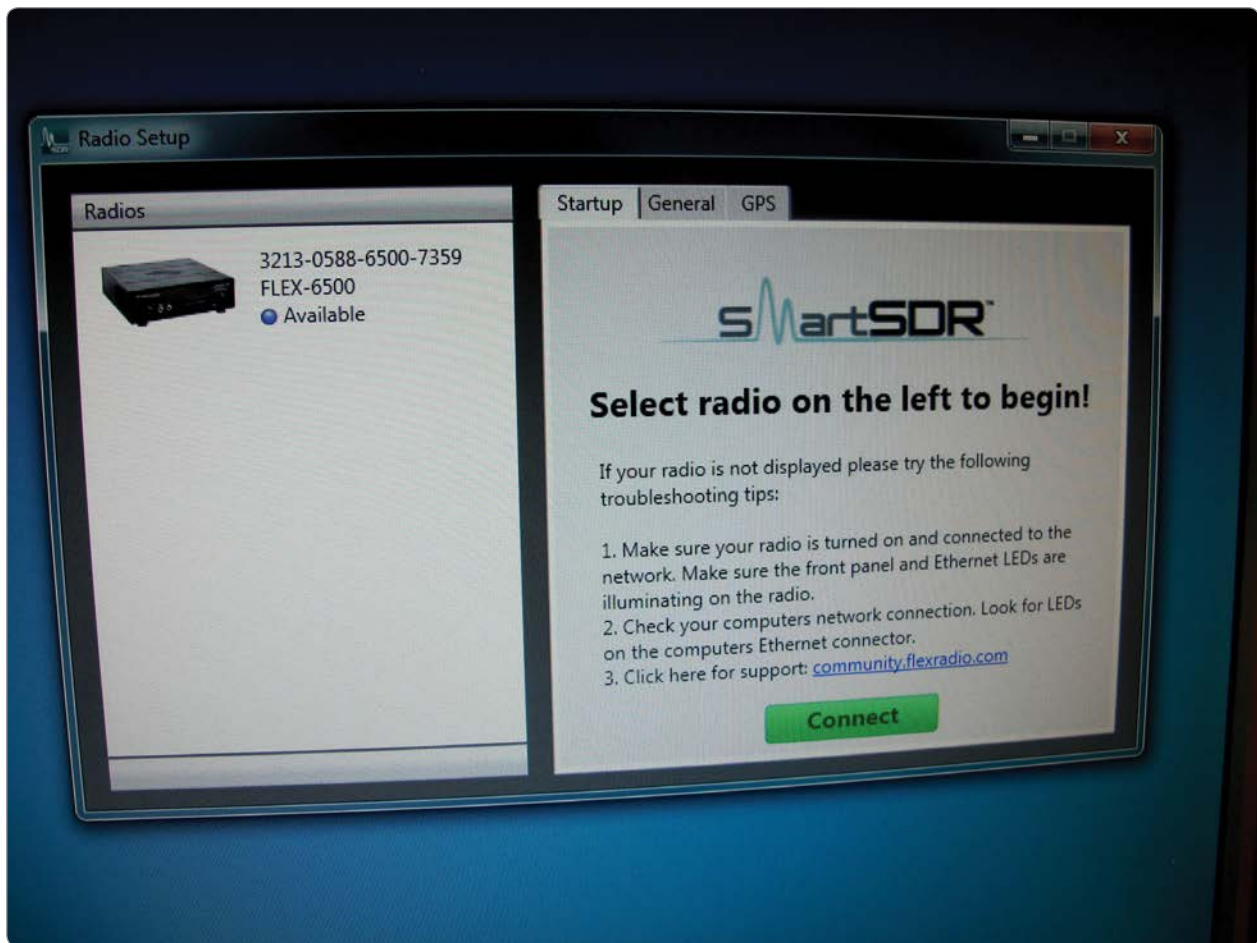 Radio Setup
Radios
3213-0588-6500-7359
FLEX-6500
Available
Startup General GPS
SmartSDR™
Select radio on the left to begin!
If your radio is not displayed please try the following
troubleshooting tips:
1. Make sure your radio is turned on and connected to the
network. Make sure the front panel and Ethernet LEDs are
illuminating on the radio.
2. Check your computers network connection. Look for LEDs
on the computers Ethernet connector.
3. Click here for support: community.flexradio.com
Connect